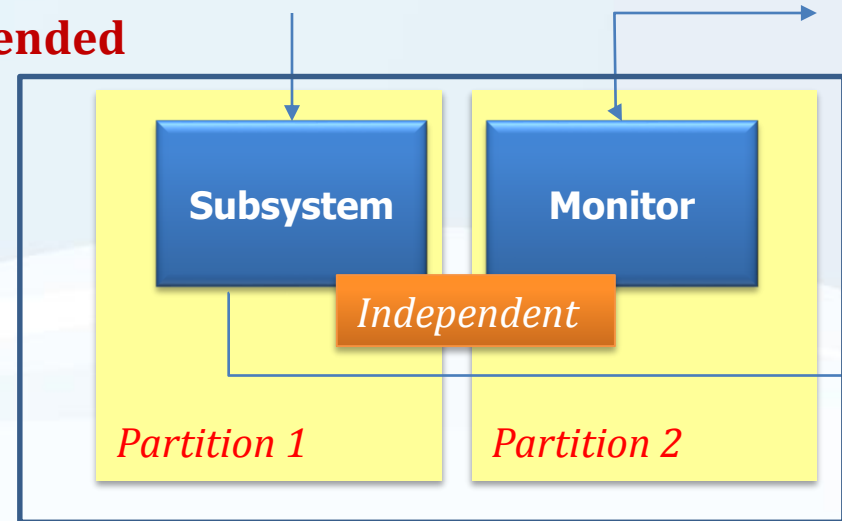 ended
Subsystem
Monitor
Independent
Partition 1
Partition 2